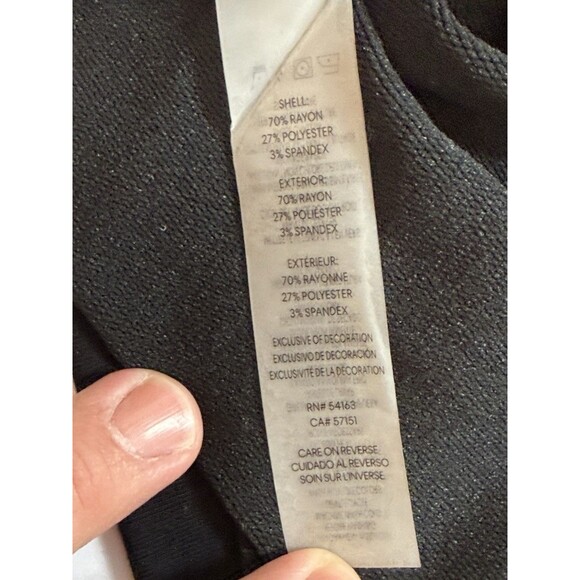 SHELL:
70% RAYON
27% POLYESTER
3% SPANDEX
EXTERIOR:
70% RAYON
27% POLIÉSTER
3% SPANDEX
EXTÉRIEUR:
70% RAYONNE
27% POLYESTER
3% SPANDEX
EXCLUSIVE OF DECORATION
EXCLUSIVO DE DECORACIÓN
EXCLUSIVITÉ DE LA DÉCORATION
RN# 54163
CA# 57151
CARE ON REVERSE
CUIDADO AL REVERSO
SOIN SUR L'INVERSE